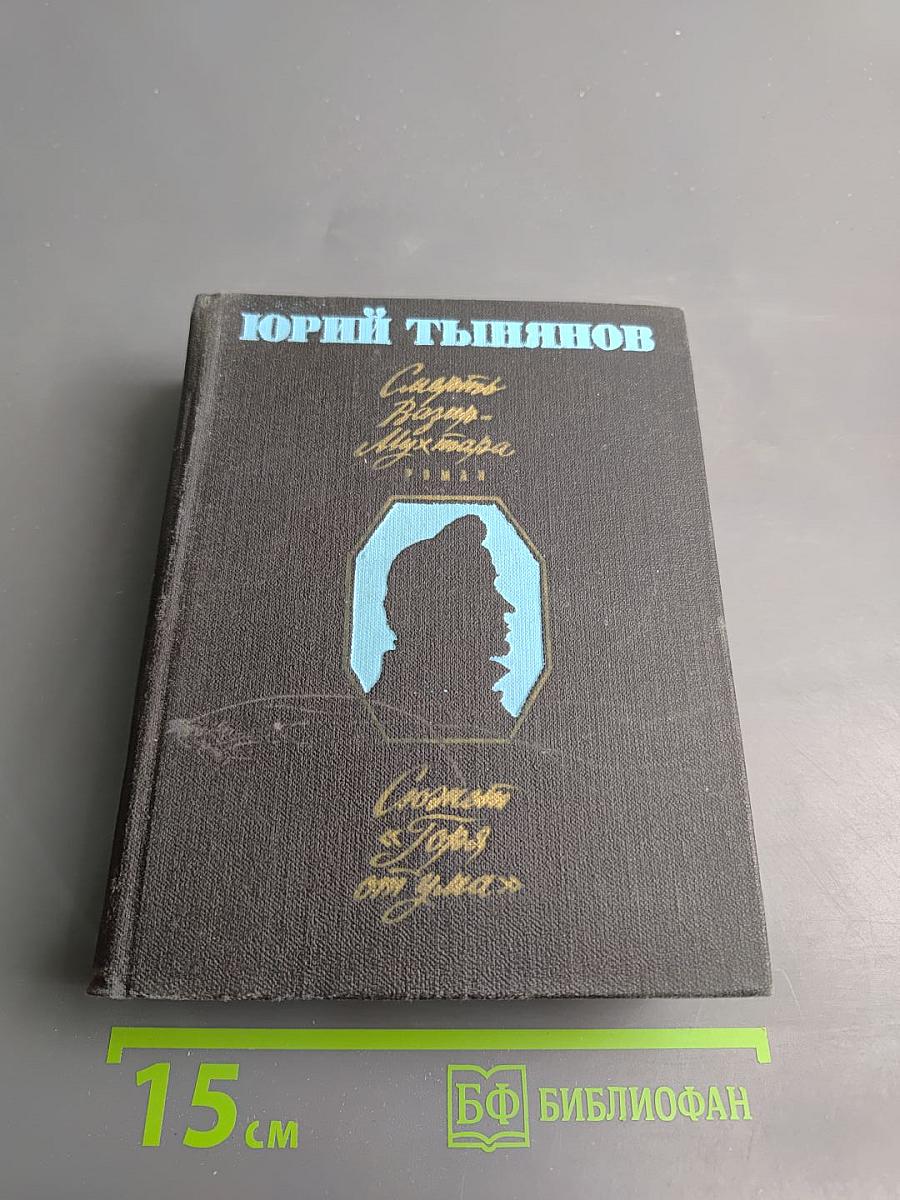 ЮРИЙ ТЫНЯНОВ
Смерть
Вазир-
Мухтара
РОМАН
Сюжет
«Горя
от ума»
15 см
БФ БИБЛИОФАН